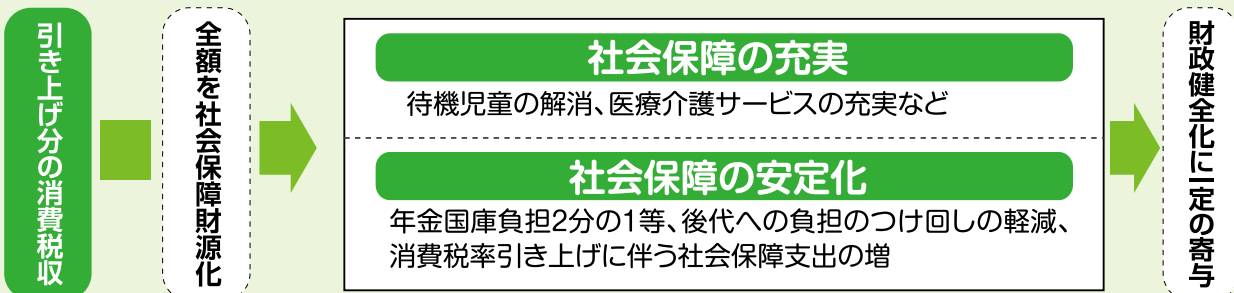 引き上げ分の消費税収
全額を社会保障財源化
社会保障の充実
待機児童の解消、医療介護サービスの充実など
社会保障の安定化
年金国庫負担2分の1等、後代への負担のつけ回しの軽減、
消費税率引き上げに伴う社会保障支出の増
財政健全化に一定の寄与